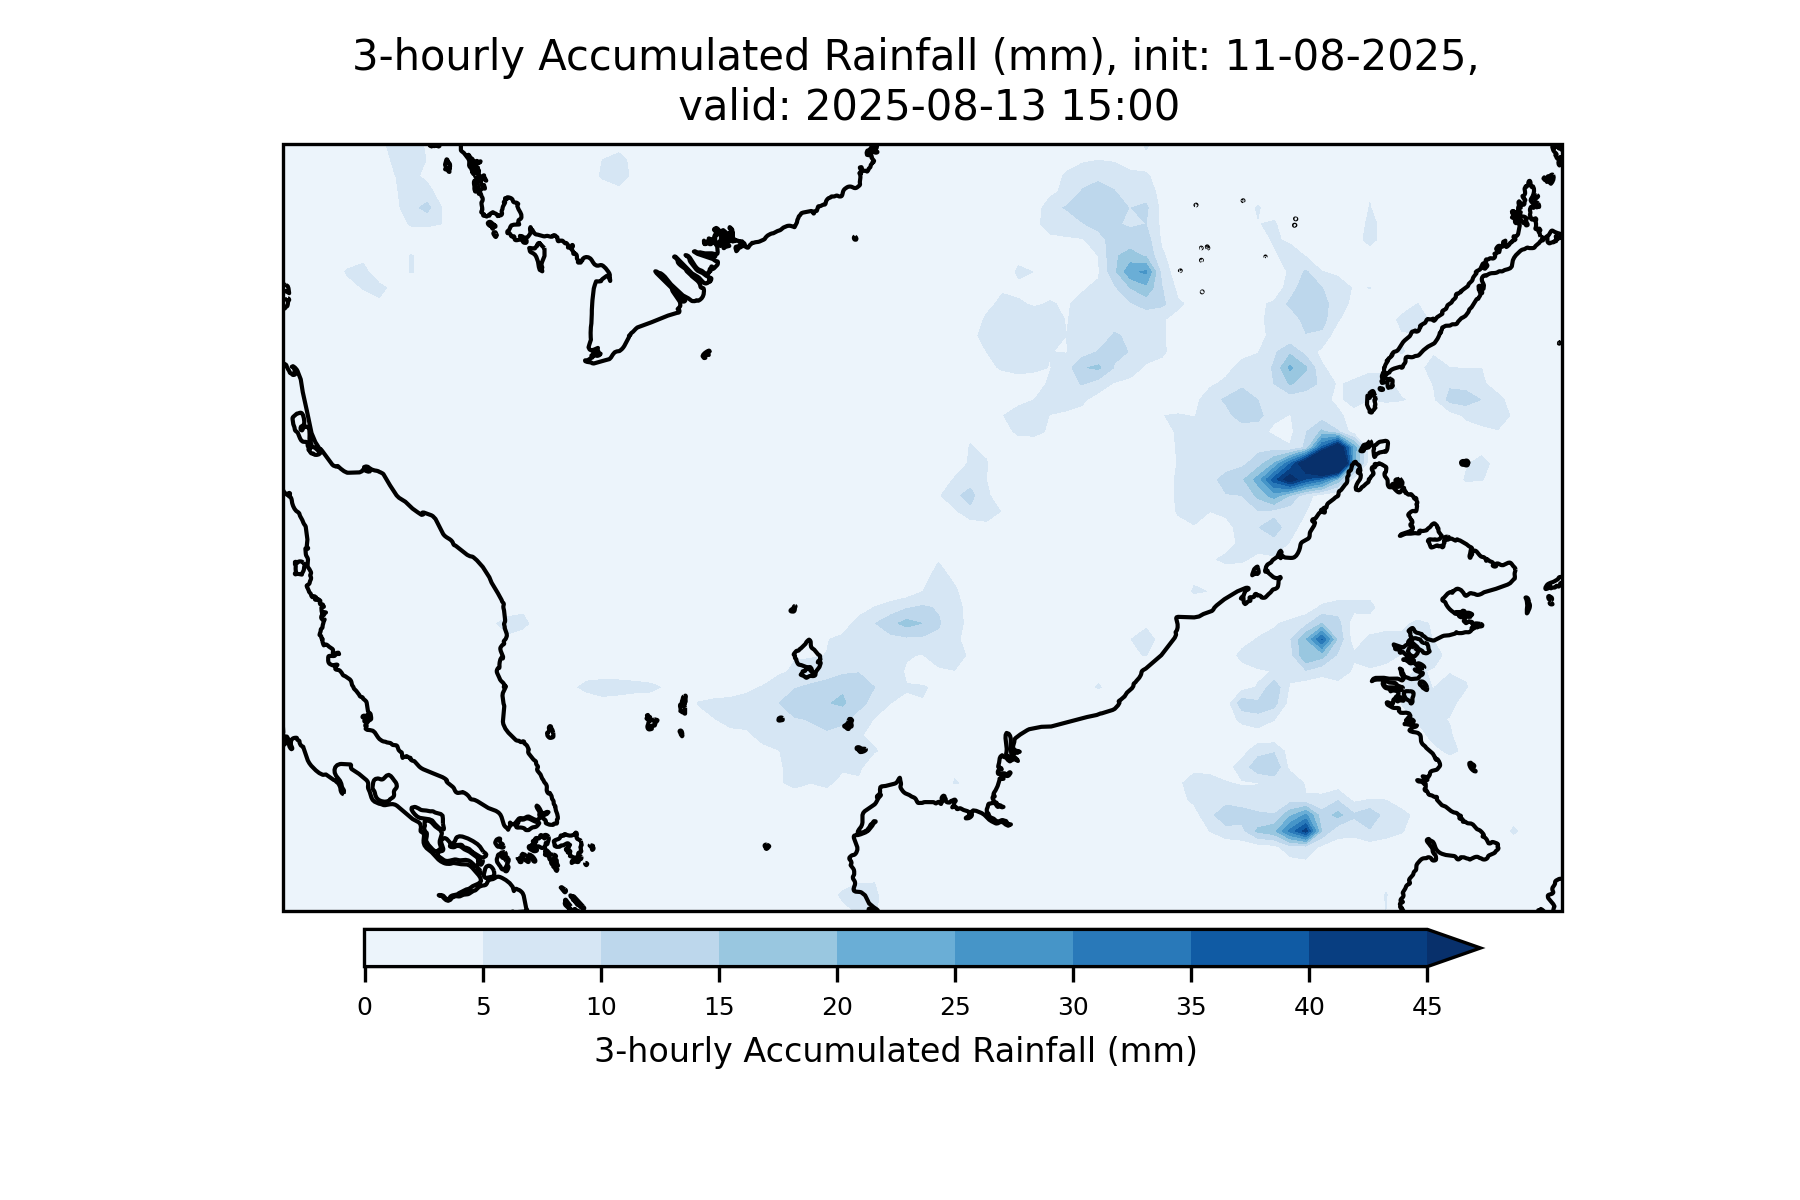 3-hourly Accumulated Rainfall (mm), init: 11-08-2025,
valid: 2025-08-13 15:00
0 5 10 15 20 25 30 35 40 45
3-hourly Accumulated Rainfall (mm)